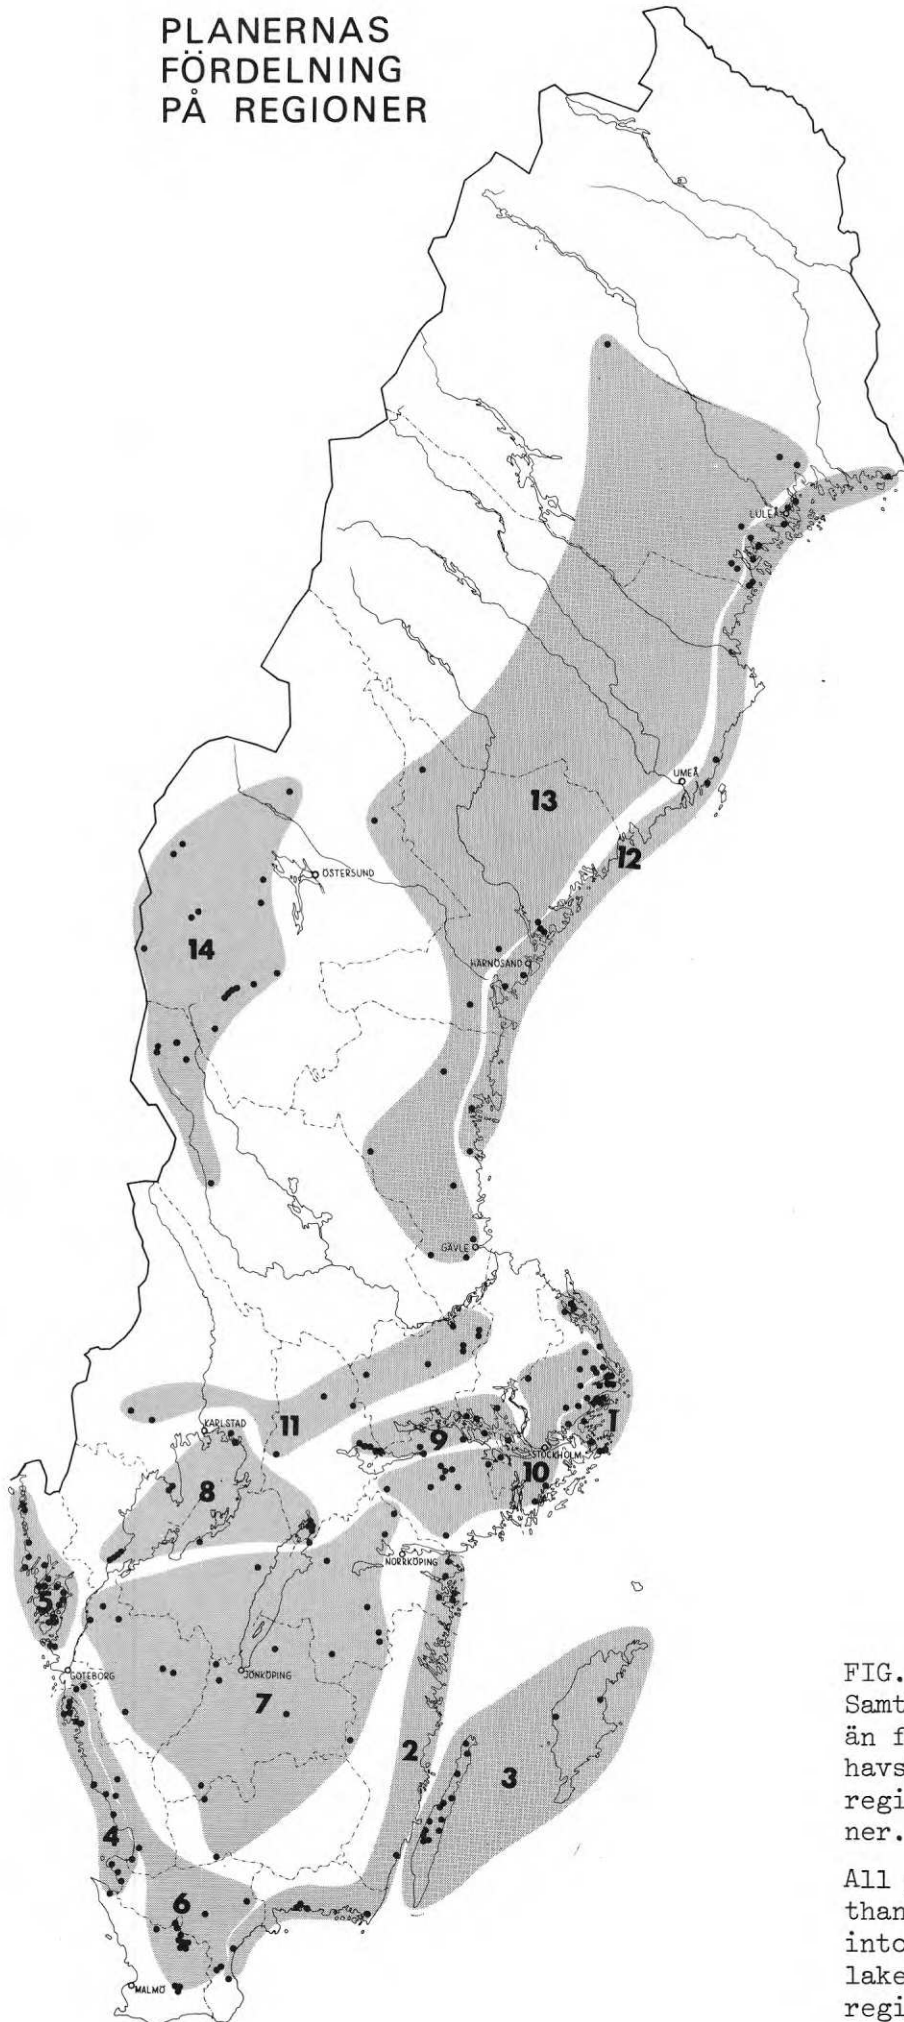 PLANERNAS
FÖRDELNING
PÅ REGIONER
LULEÅ
UMEÅ
13
12
ÖSTERSUND
14
HÄRNÖSAND
GÄVLE
KARLSTAD
11
9
1
STOCKHOLM
10
8
NORRKÖPING
5
GÖTEBORG
JÖNKÖPING
7
2
3
4
6
MALMÖ
FIG.
Samt
än f
havs
regi
ner.
All
than
into
lake
regi